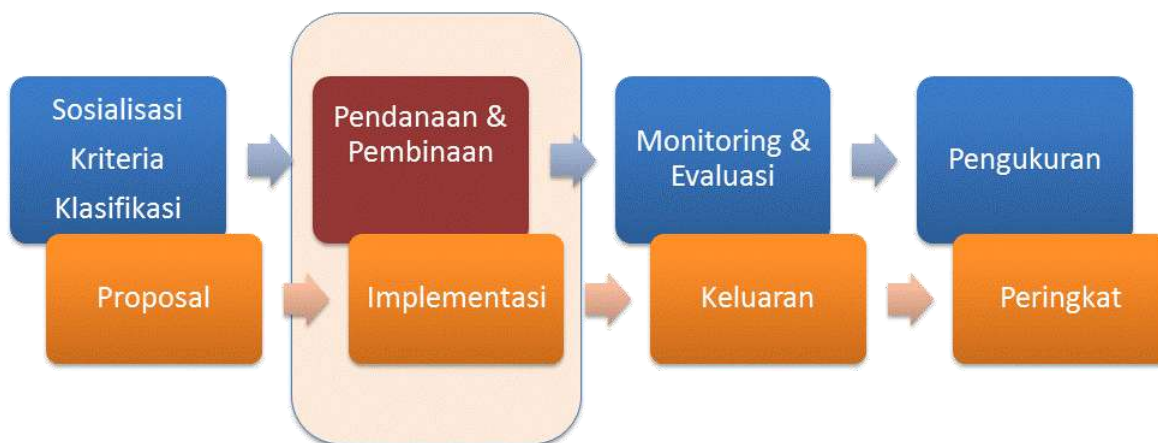 Sosialisasi
Kriteria
Klasifikasi
Proposal
Pendanaan &
Pembinaan
Implementasi
Monitoring &
Evaluasi
Keluaran
Pengukuran
Peringkat